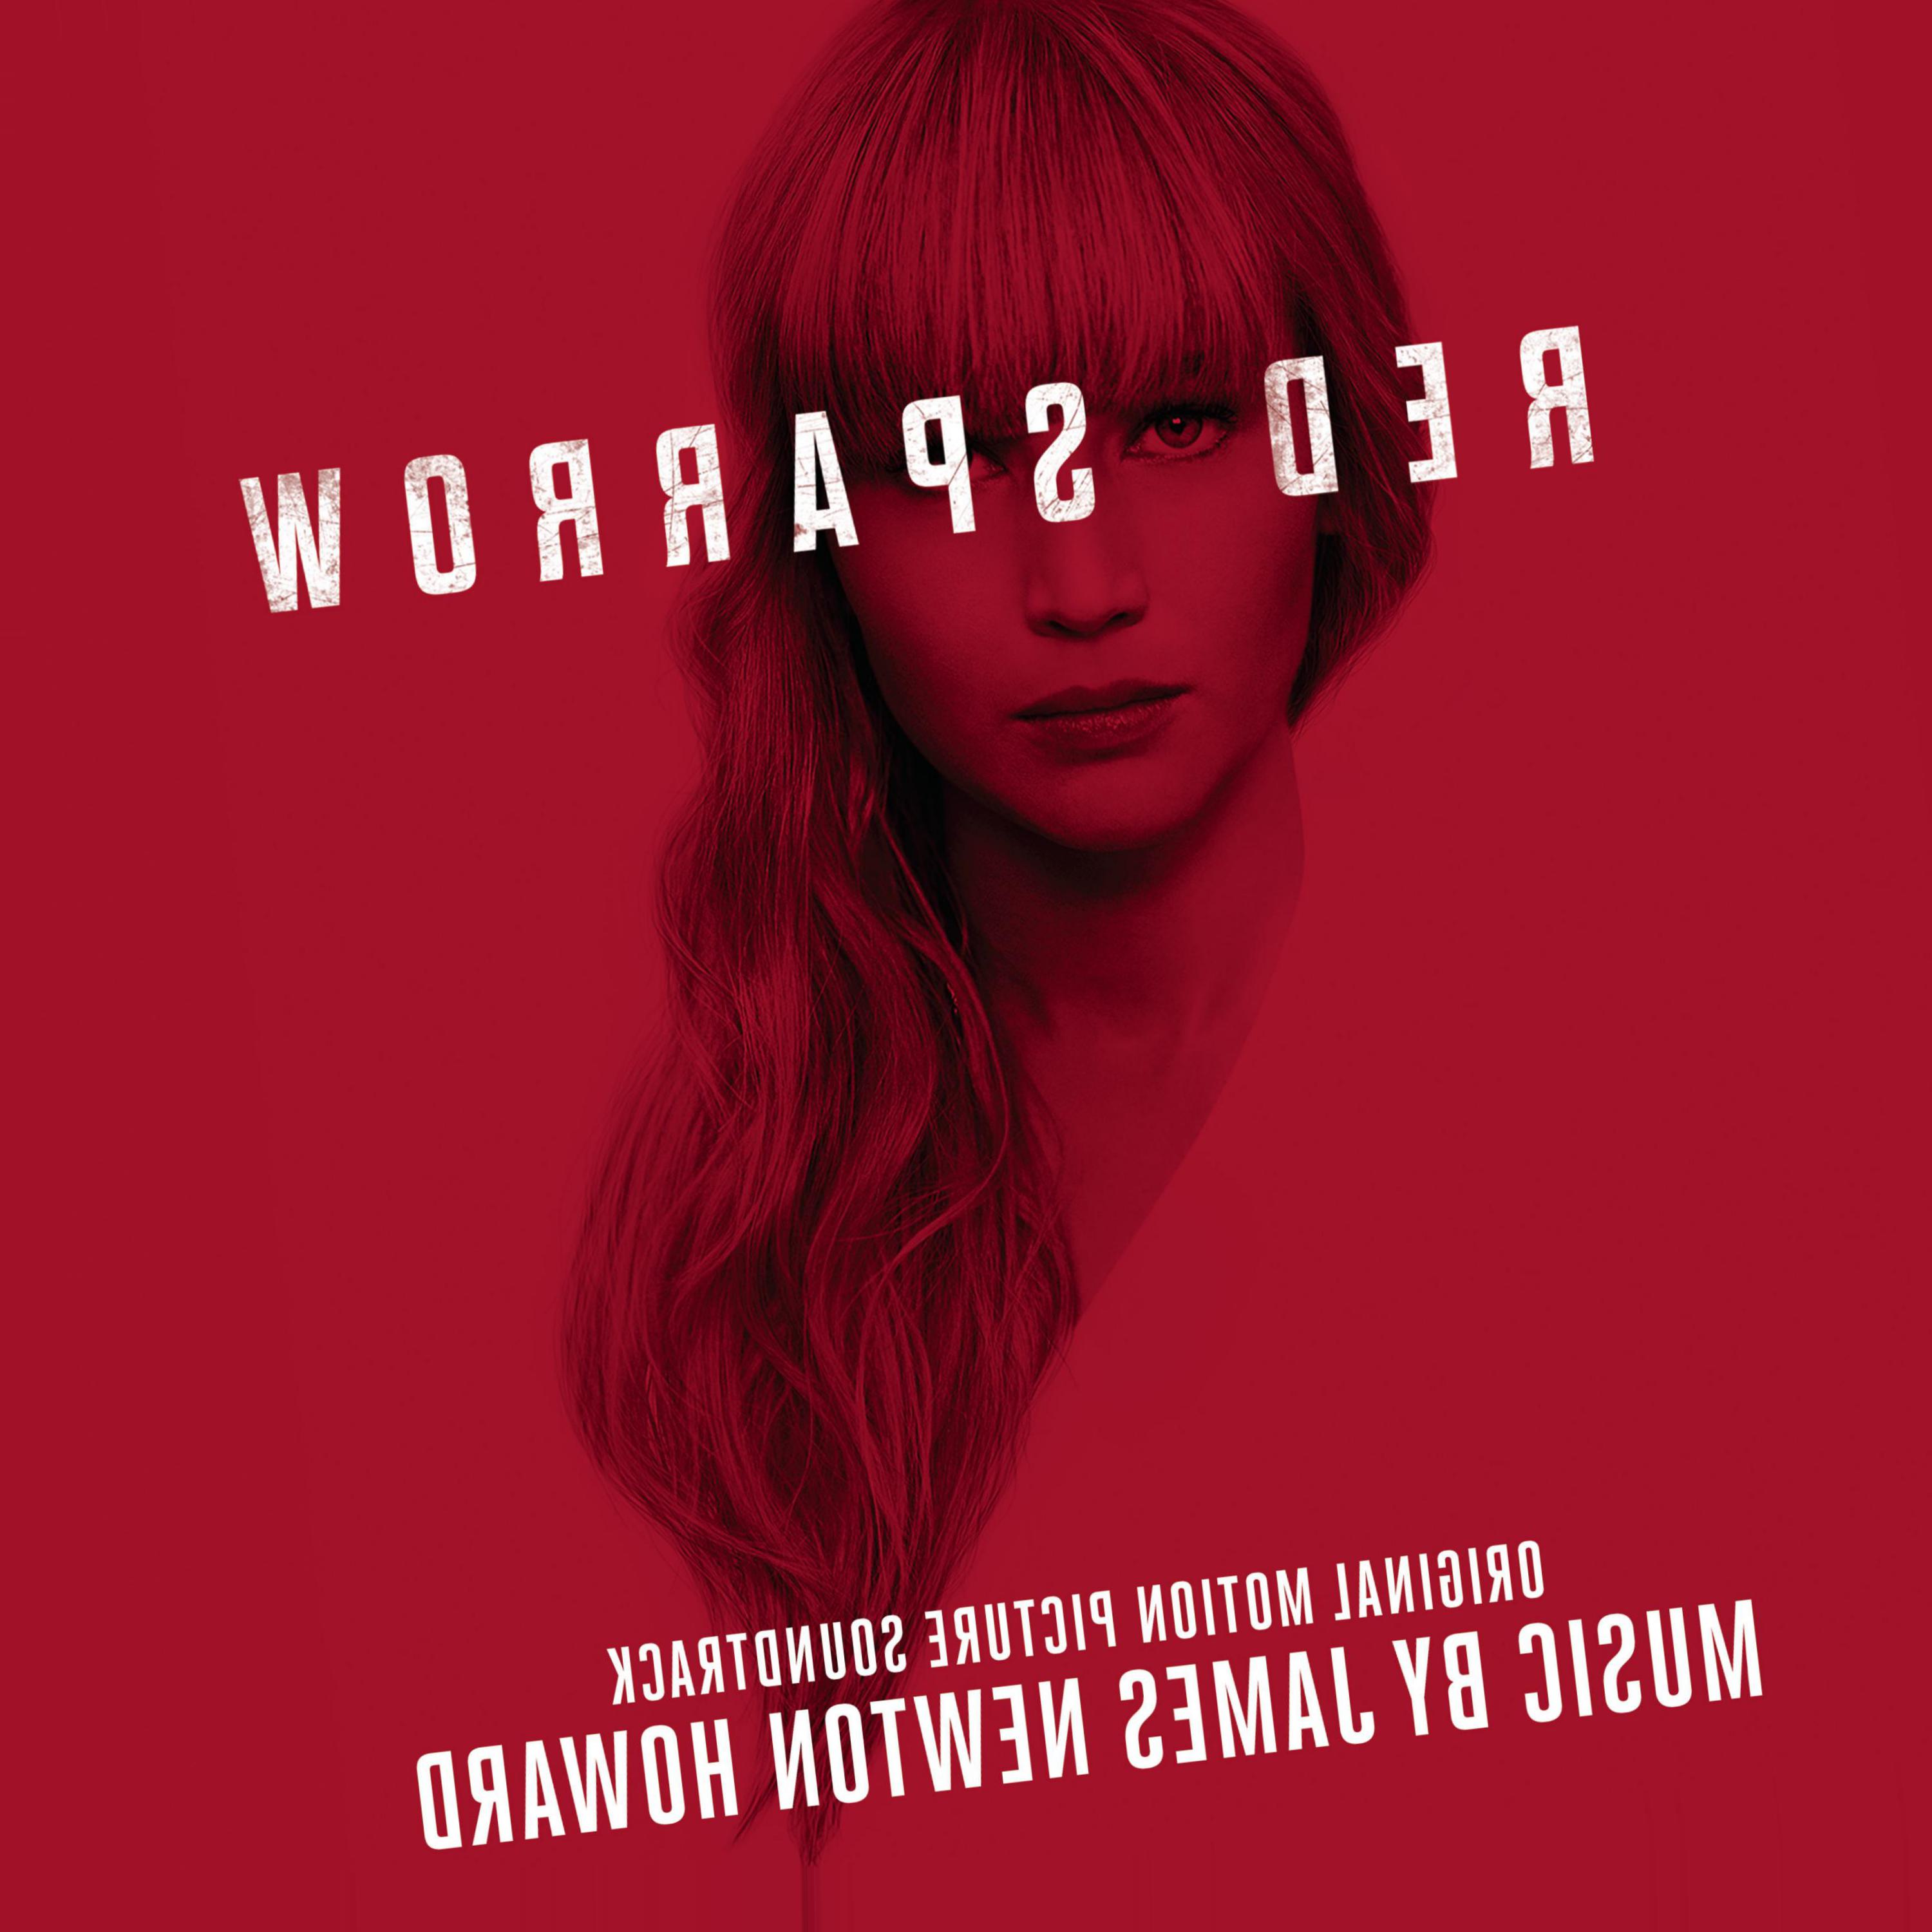 RED SPARROW
ORIGINAL MOTION PICTURE SOUNDTRACK
MUSIC BY JAMES NEWTON HOWARD